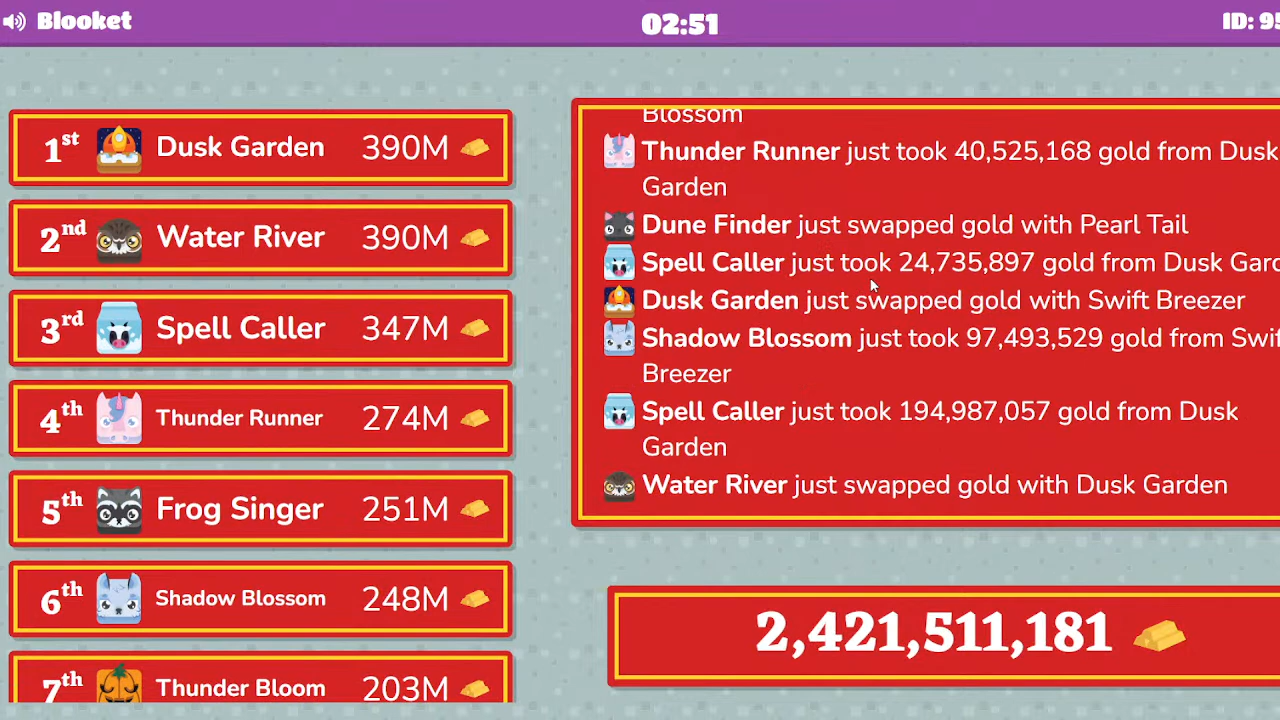 Blooket
02:51
ID: 95
1st Dusk Garden 390M
2nd Water River 390M
3rd Spell Caller 347M
4th Thunder Runner 274M
5th Frog Singer 251M
6th Shadow Blossom 248M
7th Thunder Bloom 203M
Blossom
Thunder Runner just took 40,525,168 gold from Dusk
Garden
Dune Finder just swapped gold with Pearl Tail
Spell Caller just took 24,735,897 gold from Dusk Gard
Dusk Garden just swapped gold with Swift Breezer
Shadow Blossom just took 97,493,529 gold from Swif
Breezer
Spell Caller just took 194,987,057 gold from Dusk
Garden
Water River just swapped gold with Dusk Garden
2,421,511,181